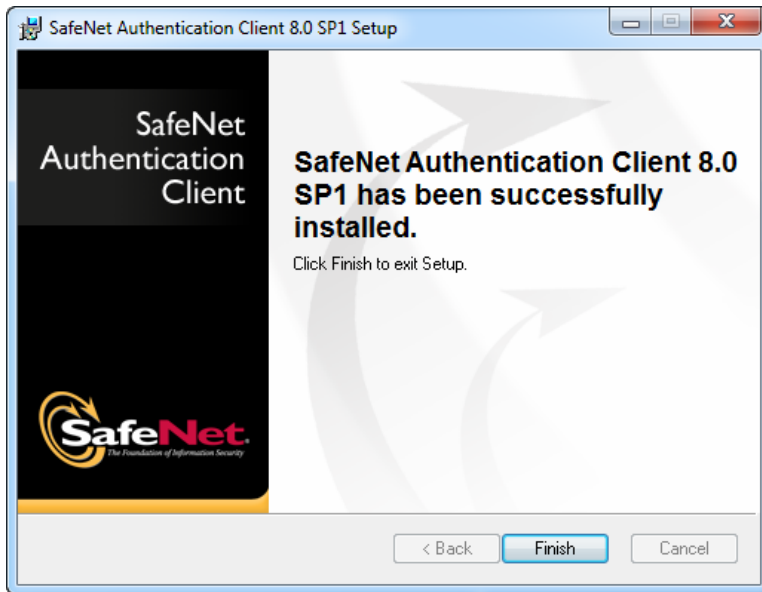 SafeNet Authentication Client 8.0 SP1 Setup
SafeNet
Authentication
Client
SafeNet Authentication Client 8.0
SP1 has been successfully
installed.
Click Finish to exit Setup.
SafeNet.
The Foundation of Information Security
< Back
Finish
Cancel